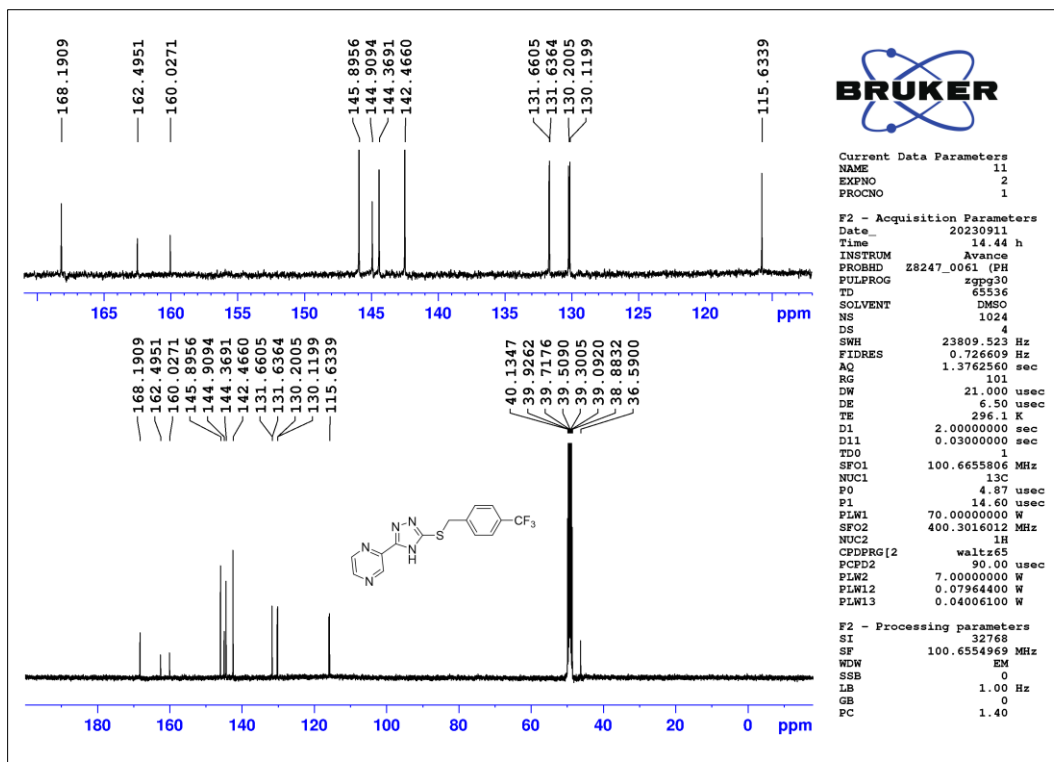 168.1909
162.4951
160.0271
145.8956
144.9094
144.3691
142.4660
131.6605
131.6364
130.2005
130.1199
115.6339
165 160 155 150 145 140 135 130 125 120 ppm
168.1909
162.4951
160.0271
145.8956
144.9094
144.3691
142.4660
131.6605
131.6364
130.2005
130.1199
115.6339
40.1347
39.9262
39.7176
39.5090
39.3005
39.0920
38.8832
36.5900
N N
S
CF3
N
N
H
N
180 160 140 120 100 80 60 40 20 0 ppm
BRUKER
Current Data Parameters
NAME 11
EXPNO 2
PROCNO 1
F2 - Acquisition Parameters
Date_ 20230911
Time 14.44 h
INSTRUM Avance
PROBHD Z8247_0061 (PH
PULPROG zgpg30
TD 65536
SOLVENT DMSO
NS 1024
DS 4
SWH 23809.523 Hz
FIDRES 0.726609 Hz
AQ 1.3762560 sec
RG 101
DW 21.000 usec
DE 6.50 usec
TE 296.1 K
D1 2.00000000 sec
D11 0.03000000 sec
TD0 1
SFO1 100.6655806 MHz
NUC1 13C
P0 4.87 usec
P1 14.60 usec
PLW1 70.00000000 W
SFO2 400.3016012 MHz
NUC2 1H
CPDPRG[2 waltz65
PCPD2 90.00 usec
PLW2 7.00000000 W
PLW12 0.07964400 W
PLW13 0.04006100 W
F2 - Processing parameters
SI 32768
SF 100.6554969 MHz
WDW EM
SSB 0
LB 1.00 Hz
GB 0
PC 1.40